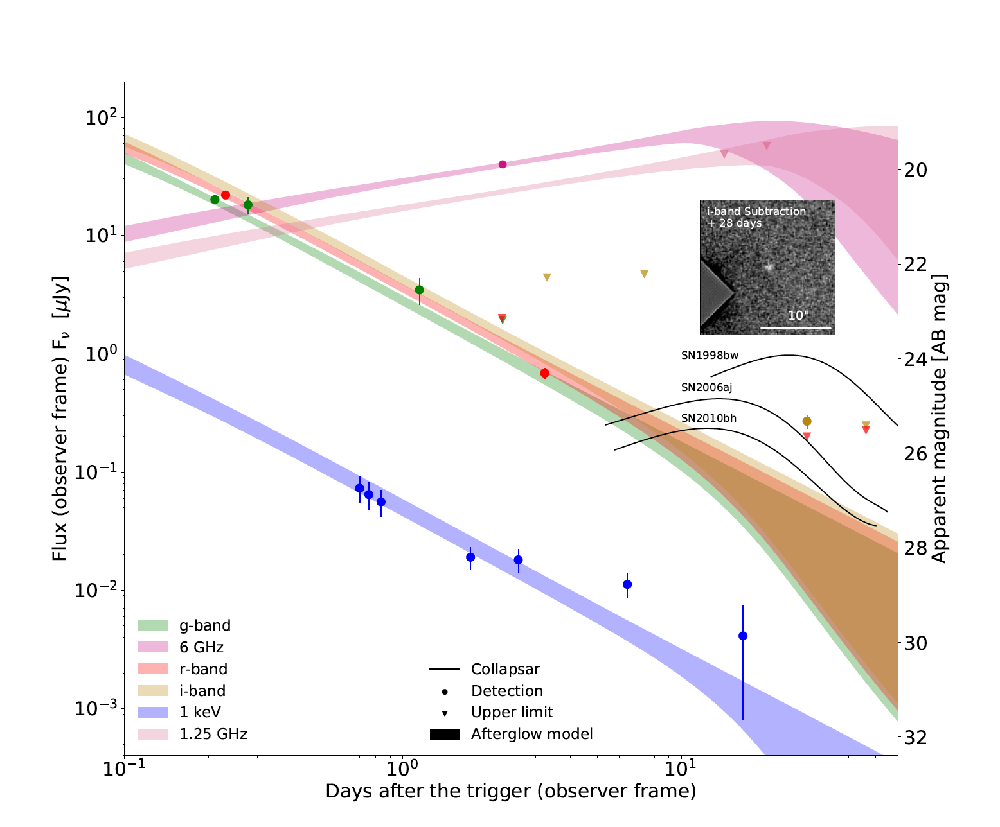 Flux (observer frame) F_ν [μJy]
10²
10¹
10⁰
10⁻¹
10⁻²
10⁻³
i-band Subtraction
+ 28 days
10"
SN1998bw
SN2006aj
SN2010bh
g-band
6 GHz
r-band
i-band
1 keV
1.25 GHz
Collapsar
Detection
Upper limit
Afterglow model
20
22
24
26
28
30
32
Apparent magnitude [AB mag]
10⁻¹ 10⁰ 10¹
Days after the trigger (observer frame)